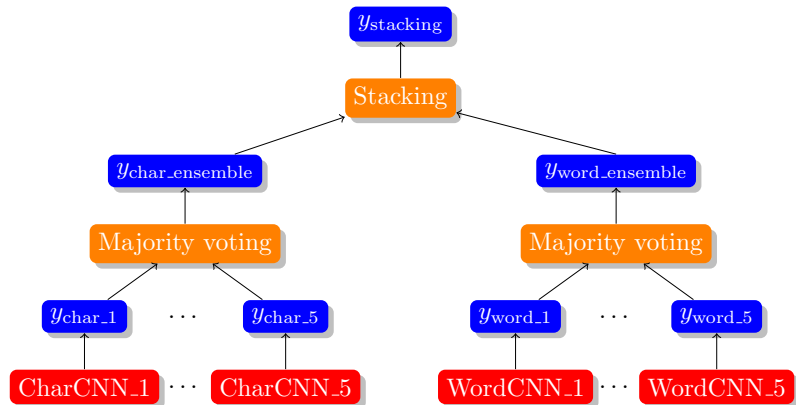 y_stacking
Stacking
y_char_ensemble y_word_ensemble
Majority voting Majority voting
y_char_1 ... y_char_5 y_word_1 ... y_word_5
CharCNN_1 ... CharCNN_5 WordCNN_1 ... WordCNN_5